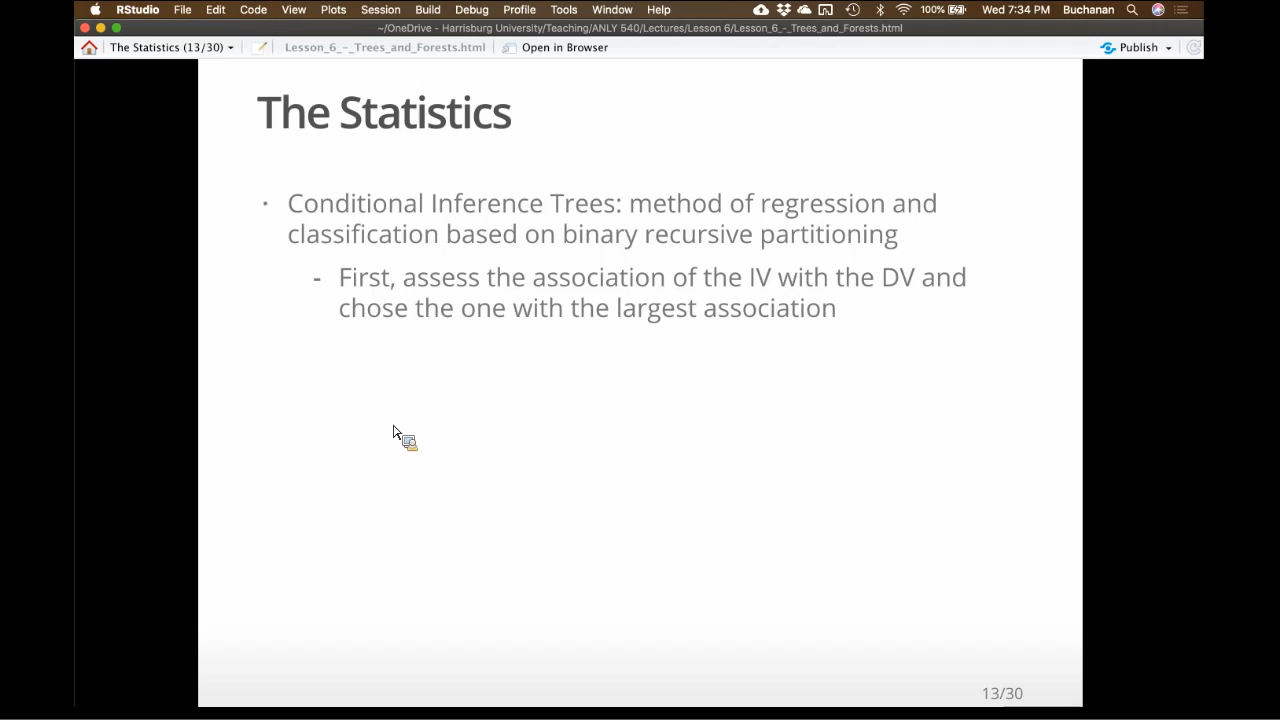 RStudio File Edit Code View Plots Session Build Debug Profile Tools Window Help 100% Wed 7:34 PM Buchanan
~/OneDrive - Harrisburg University/Teaching/ANLY 540/Lectures/Lesson 6/Lesson_6_-_Trees_and_Forests.html
The Statistics (13/30) Lesson_6_-_Trees_and_Forests.html Open in Browser Publish
The Statistics
• Conditional Inference Trees: method of regression and
classification based on binary recursive partitioning
- First, assess the association of the IV with the DV and
chose the one with the largest association
13/30